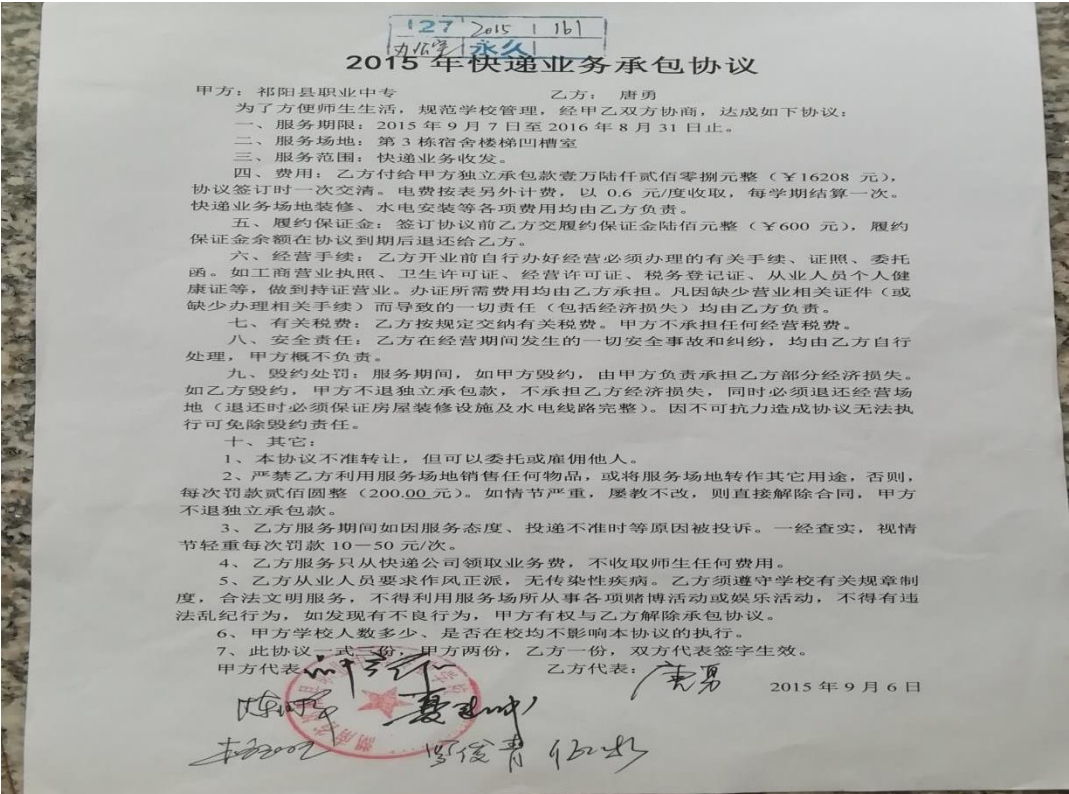 127 2015 161
办公室 永久
2015 年快递业务承包协议
甲方：祁阳县职业中专 乙方： 唐勇
为了方便师生生活，规范学校管理，经甲乙双方协商，达成如下协议：
一、服务期限：2015 年 9 月 7 日至 2016 年 8 月 31 日止。
二、服务场地：第 3 栋宿舍楼梯凹槽室
三、服务范围：快递业务收发。
四、费用：乙方付给甲方独立承包款壹万陆仟贰佰零捌元整（￥16208 元），
协议签订时一次交清。电费按表另外计费，以 0.6 元/度收取，每学期结算一次。
快递业务场地装修、水电安装等各项费用均由乙方负责。
五、履约保证金：签订协议前乙方交履约保证金陆佰元整（￥600 元），履约
保证金余额在协议到期后退还给乙方。
六、经营手续：乙方开业前自行办好经营必须办理的有关手续、证照、委托
函。如工商营业执照、卫生许可证、经营许可证、税务登记证、从业人员个人健
康证等，做到持证营业。办证所需费用均由乙方承担。凡因缺少营业相关证件（或
缺少办理相关手续）而导致的一切责任（包括经济损失）均由乙方负责。
七、有关税费：乙方按规定交纳有关税费。甲方不承担任何经营税费。
八、安全责任：乙方在经营期间发生的一切安全事故和纠纷，均由乙方自行
处理，甲方概不负责。
九、毁约处罚：服务期间，如甲方毁约，由甲方负责承担乙方部分经济损失。
如乙方毁约，甲方不退独立承包款，不承担乙方经济损失，同时必须退还经营场
地（退还时必须保证房屋装修设施及水电线路完整）。因不可抗力造成协议无法执
行可免除毁约责任。
十、其它：
1、本协议不准转让，但可以委托或雇佣他人。
2、严禁乙方利用服务场地销售任何物品，或将服务场地转作其它用途，否则，
每次罚款贰佰圆整（200.00 元）。如情节严重，屡教不改，则直接解除合同，甲方
不退独立承包款。
3、乙方服务期间如因服务态度、投递不准时等原因被投诉。一经查实，视情
节轻重每次罚款 10－50 元/次。
4、乙方服务只从快递公司领取业务费，不收取师生任何费用。
5、乙方从业人员要求作风正派，无传染性疾病。乙方须遵守学校有关规章制
度，合法文明服务，不得利用服务场所从事各项赌博活动或娱乐活动，不得有违
法乱纪行为，如发现有不良行为，甲方有权与乙方解除承包协议。
6、甲方学校人数多少、是否在校均不影响本协议的执行。
7、此协议一式三份，甲方两份，乙方一份，双方代表签字生效。
甲方代表 乙方代表：唐勇
2015 年 9 月 6 日
罗俊青